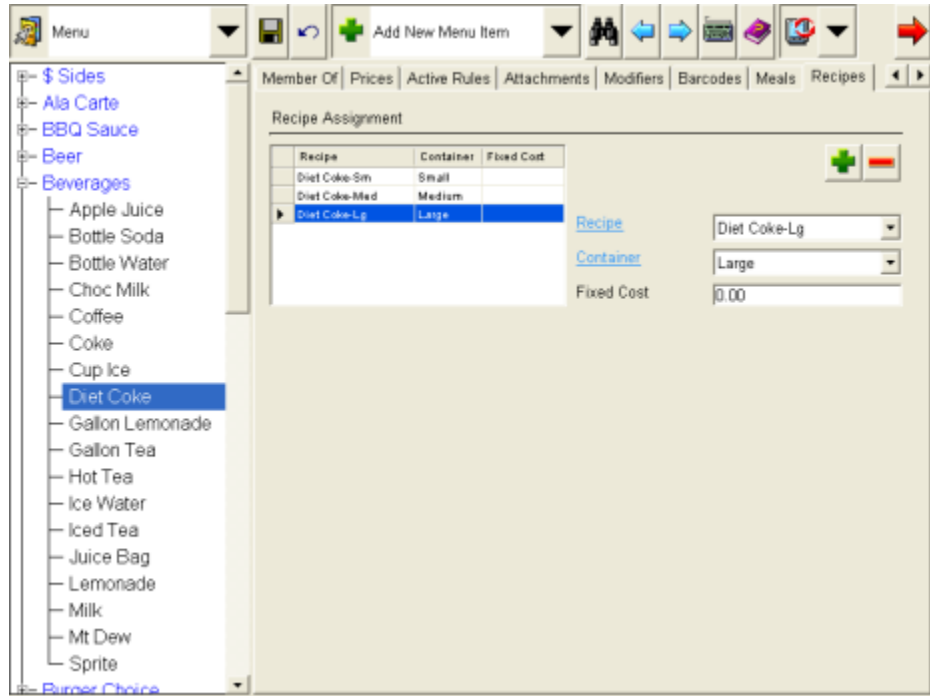 Menu
Add New Menu Item
$ Sides
Ala Carte
BBQ Sauce
Beer
Beverages
Apple Juice
Bottle Soda
Bottle Water
Choc Milk
Coffee
Coke
Cup Ice
Diet Coke
Gallon Lemonade
Gallon Tea
Hot Tea
Ice Water
Iced Tea
Juice Bag
Lemonade
Milk
Mt Dew
Sprite
Burger Choice
Member Of Prices Active Rules Attachments Modifiers Barcodes Meals Recipes
Recipe Assignment
Recipe Container Fixed Cost
Diet Coke-Sm Small
Diet Coke-Med Medium
Diet Coke-Lg Large
Recipe Diet Coke-Lg
Container Large
Fixed Cost 0.00